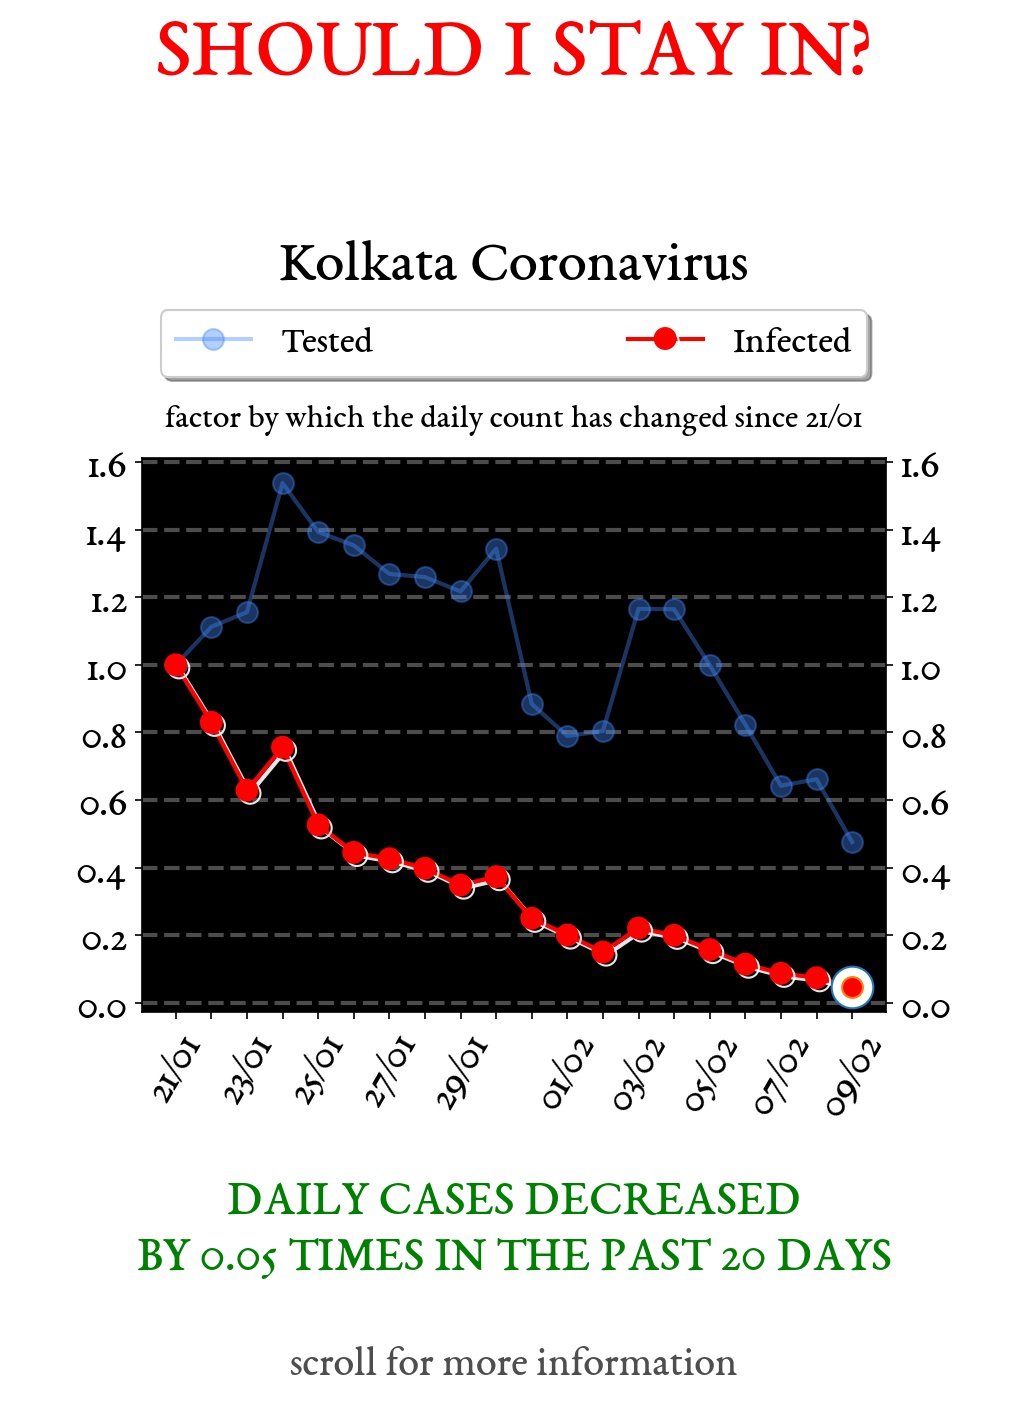 SHOULD I STAY IN?
Kolkata Coronavirus
Tested Infected
factor by which the daily count has changed since 21/01
1.6 1.6
1.4 1.4
1.2 1.2
1.0 1.0
0.8 0.8
0.6 0.6
0.4 0.4
0.2 0.2
0.0 0.0
21/01 23/01 25/01 27/01 29/01 01/02 03/02 05/02 07/02 09/02
DAILY CASES DECREASED
BY 0.05 TIMES IN THE PAST 20 DAYS
scroll for more information